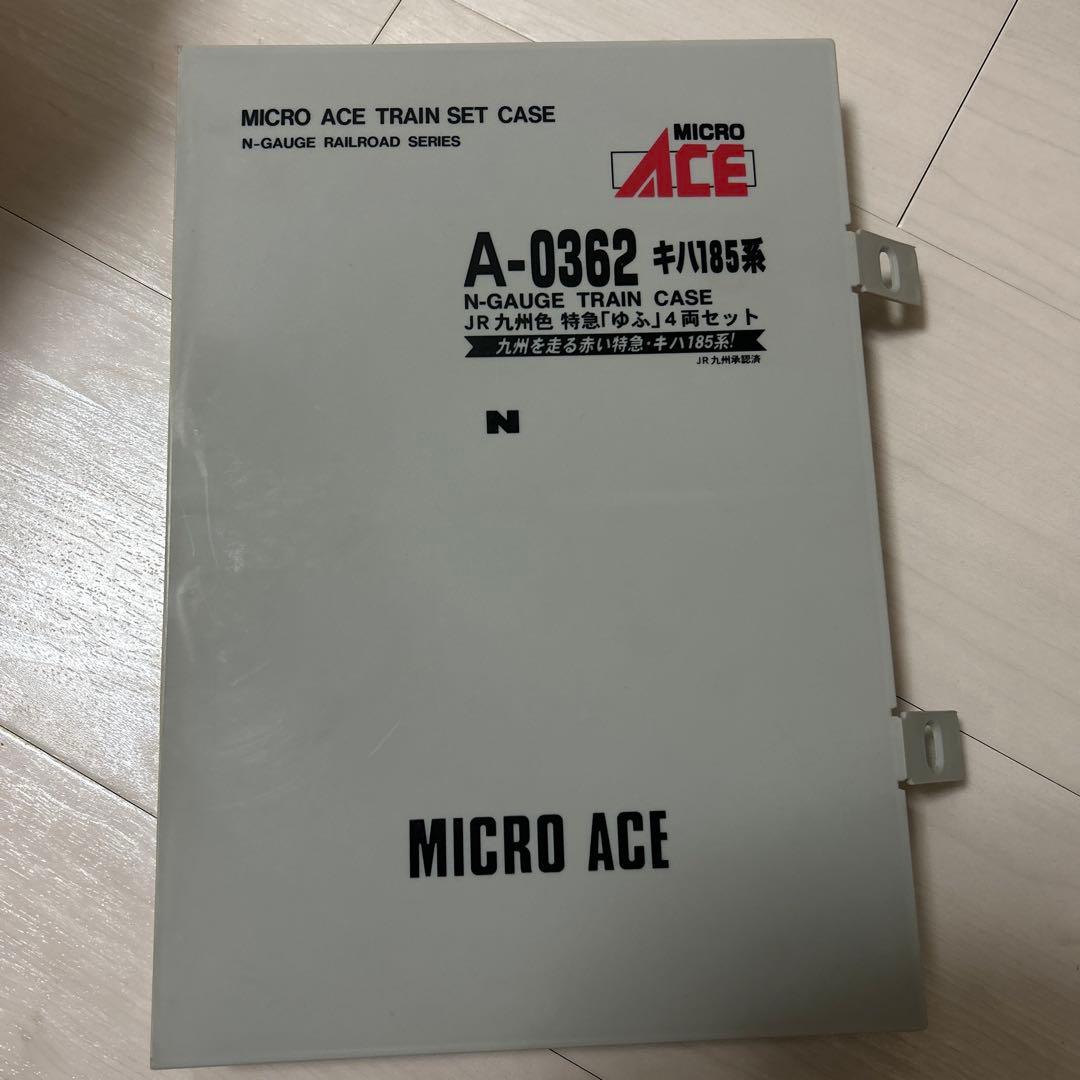 MICRO ACE TRAIN SET CASE
N-GAUGE RAILROAD SERIES
MICRO
ACE
A-0362 キハ185系
N-GAUGE TRAIN CASE
JR九州色 特急「ゆふ」4両セット
九州を走る赤い特急・キハ185系!
JR九州承認済
N
MICRO ACE